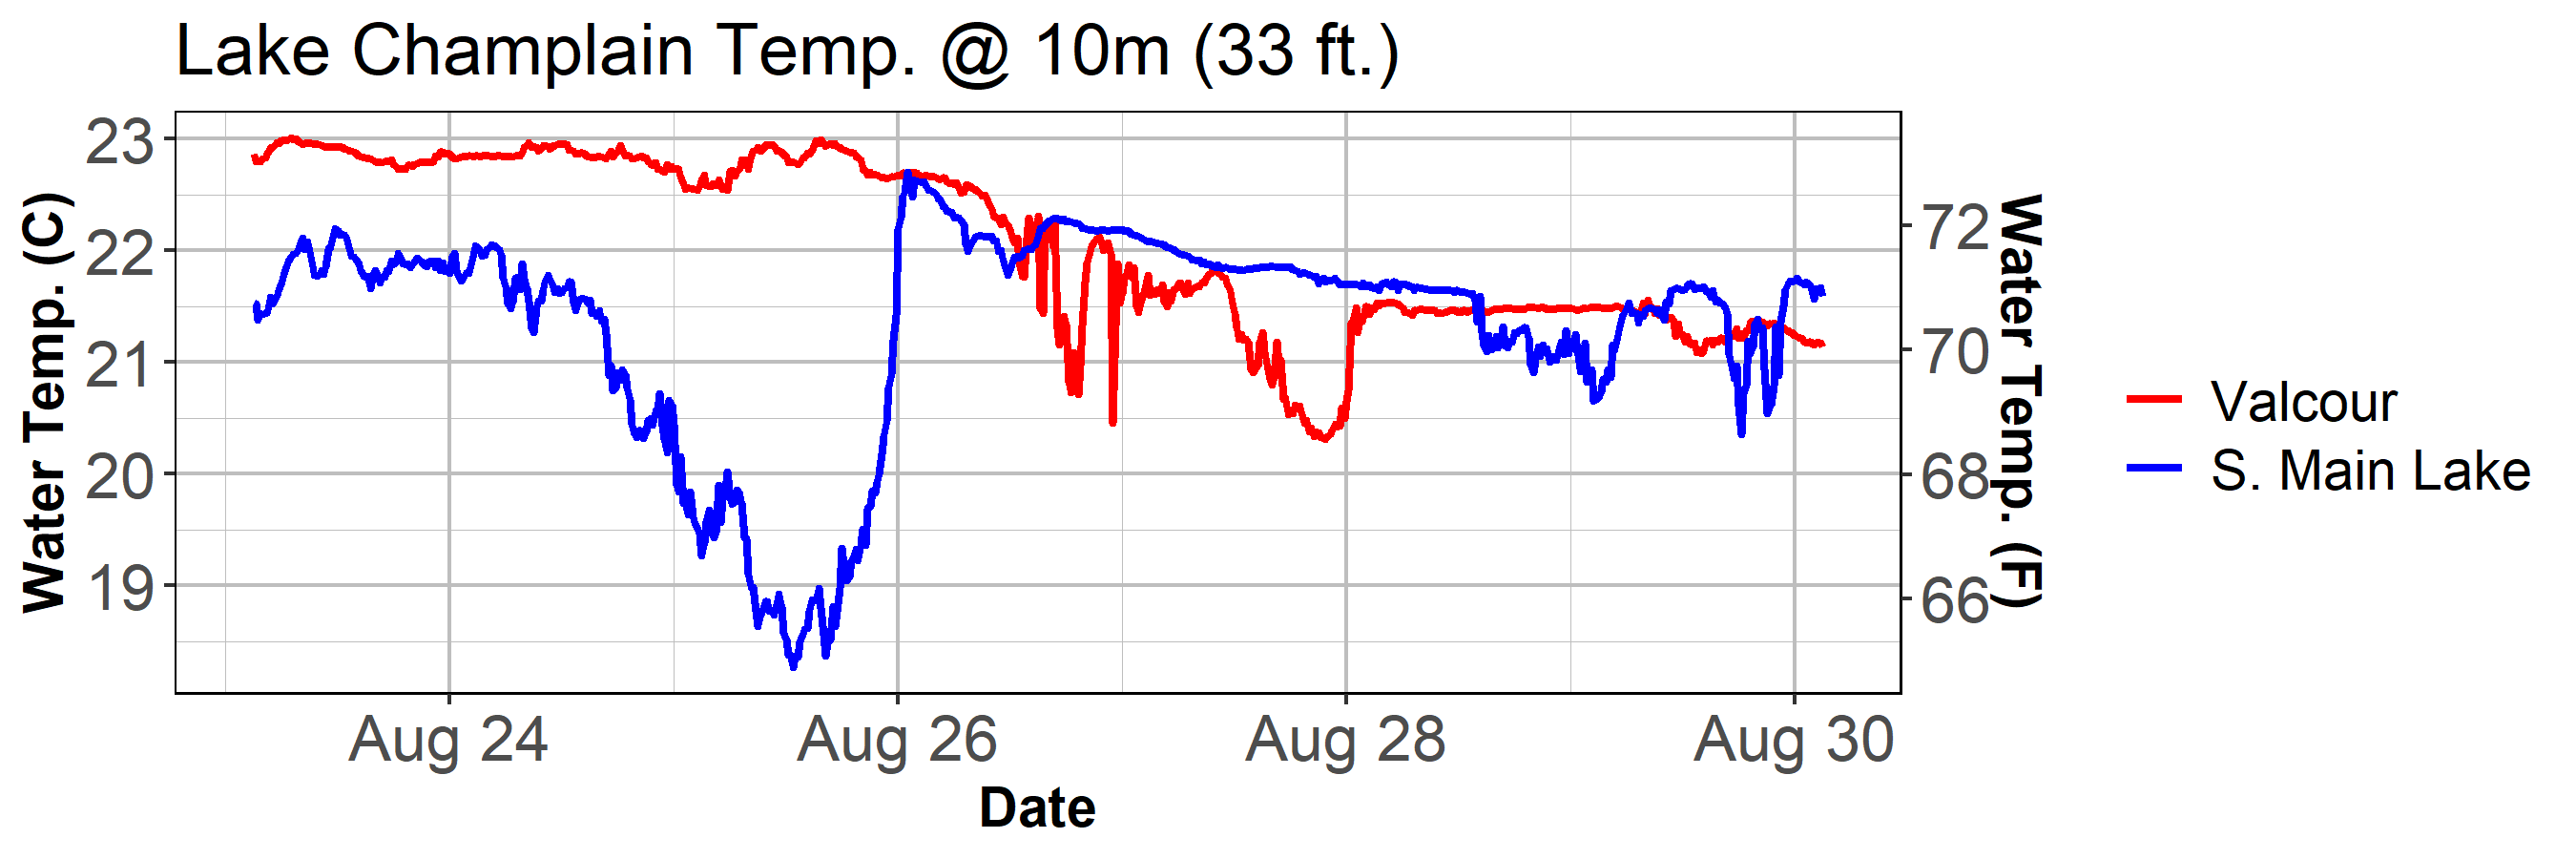 Lake Champlain Temp. @ 10m (33 ft.)
Water Temp. (C)
23
22
21
20
19
72
70
68
66
Water Temp. (F)
Aug 24
Aug 26
Aug 28
Aug 30
Date
Valcour
S. Main Lake